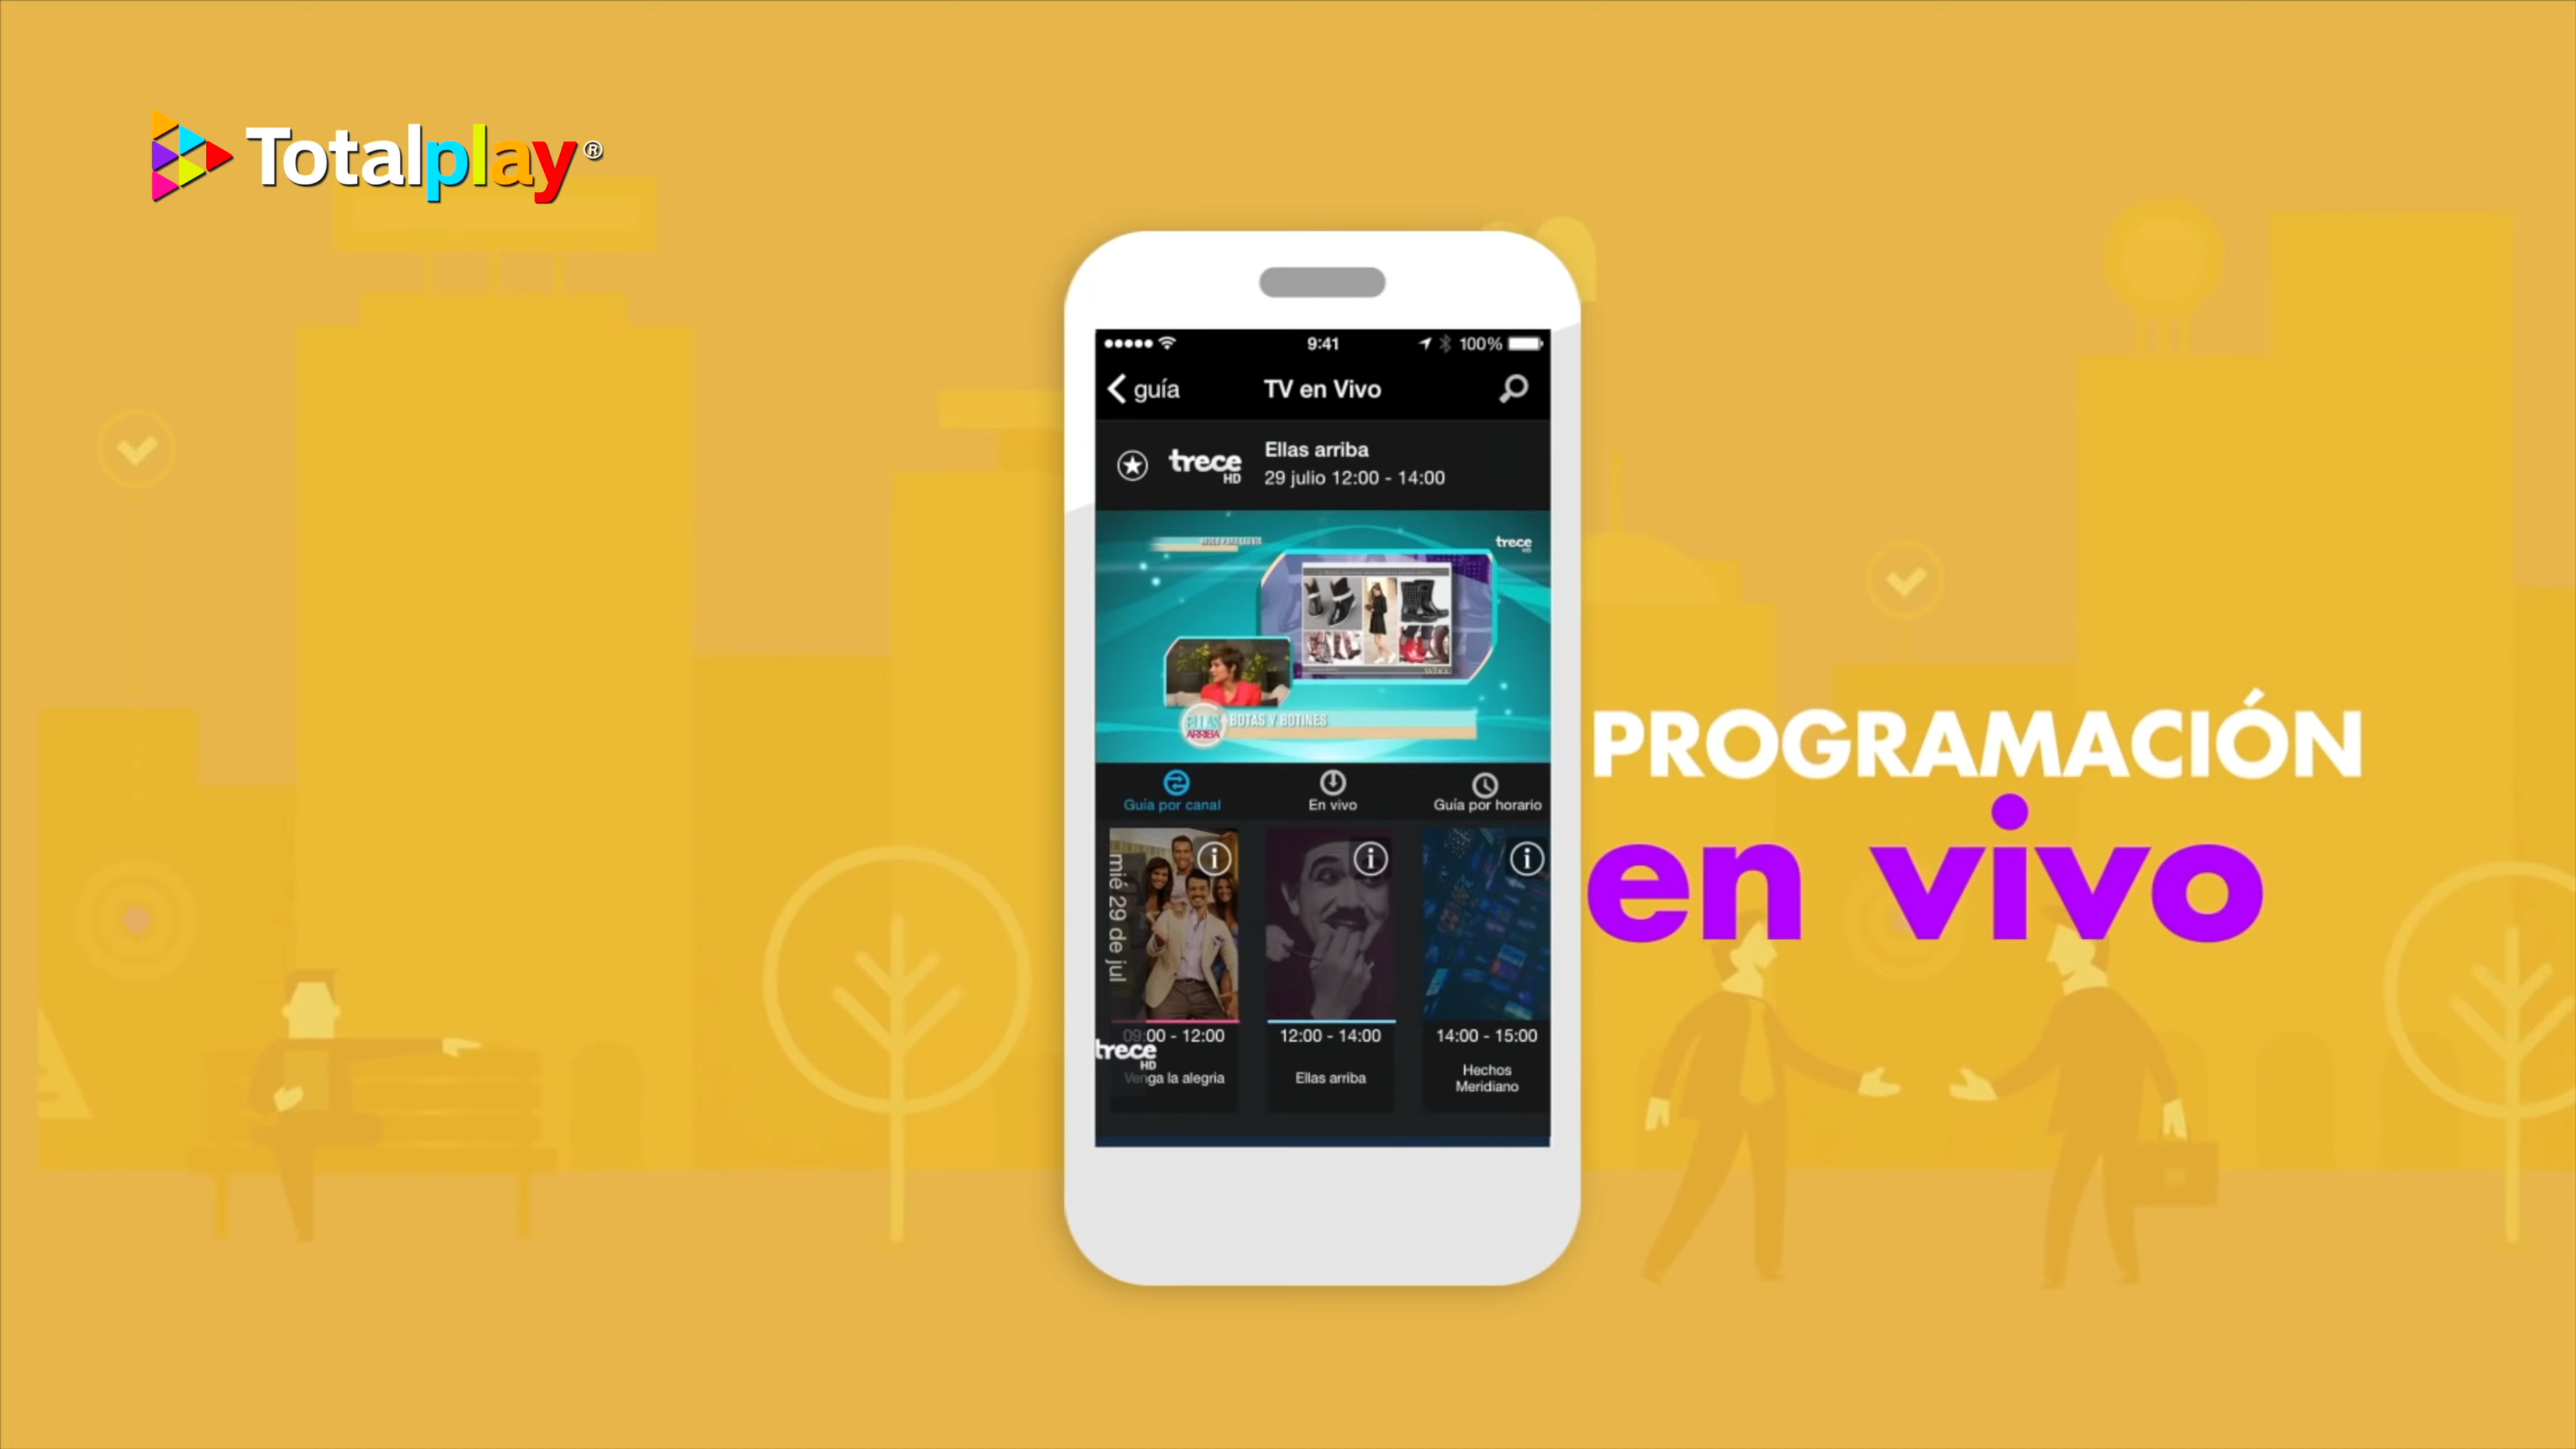 Totalplay®
9:41
100%
guía
TV en Vivo
trece
HD
Ellas arriba
29 julio 12:00 - 14:00
trece
HD
ELLAS
ARRIBA
BOTAS Y BOTINES
Guía por canal
En vivo
Guía por horario
mié 29 de jul
09:00 - 12:00
12:00 - 14:00
14:00 - 15:00
trece
HD
Venga la alegria
Ellas arriba
Hechos
Meridiano
PROGRAMACIÓN
en vivo